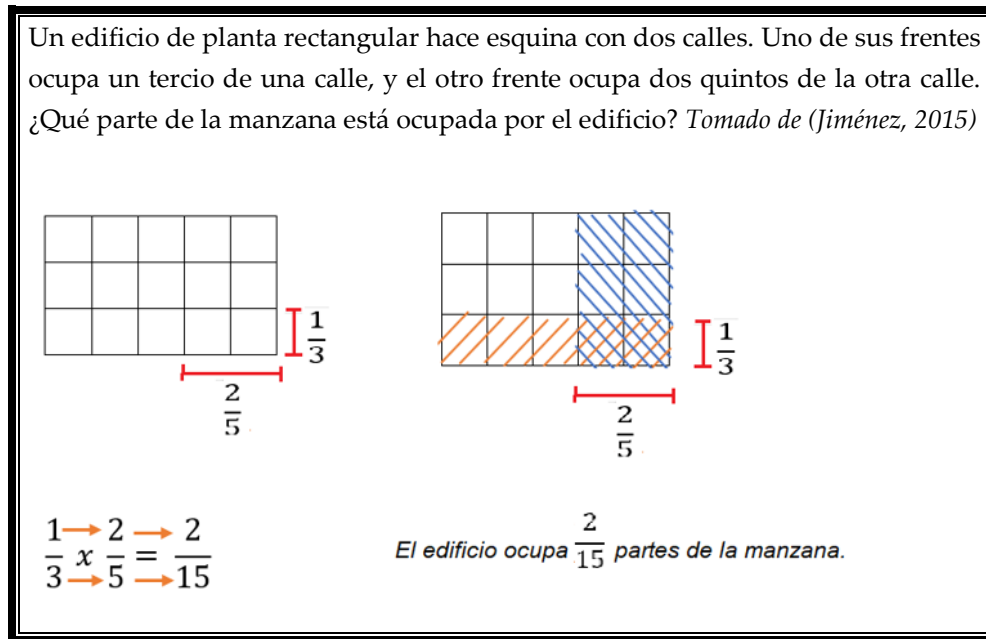 Un edificio de planta rectangular hace esquina con dos calles. Uno de sus frentes
ocupa un tercio de una calle, y el otro frente ocupa dos quintos de la otra calle.
¿Qué parte de la manzana está ocupada por el edificio? Tomado de (Jiménez, 2015)
1/3
2/5
1/3
2/5
1/3 x 2/5 = 2/15
El edificio ocupa 2/15 partes de la manzana.